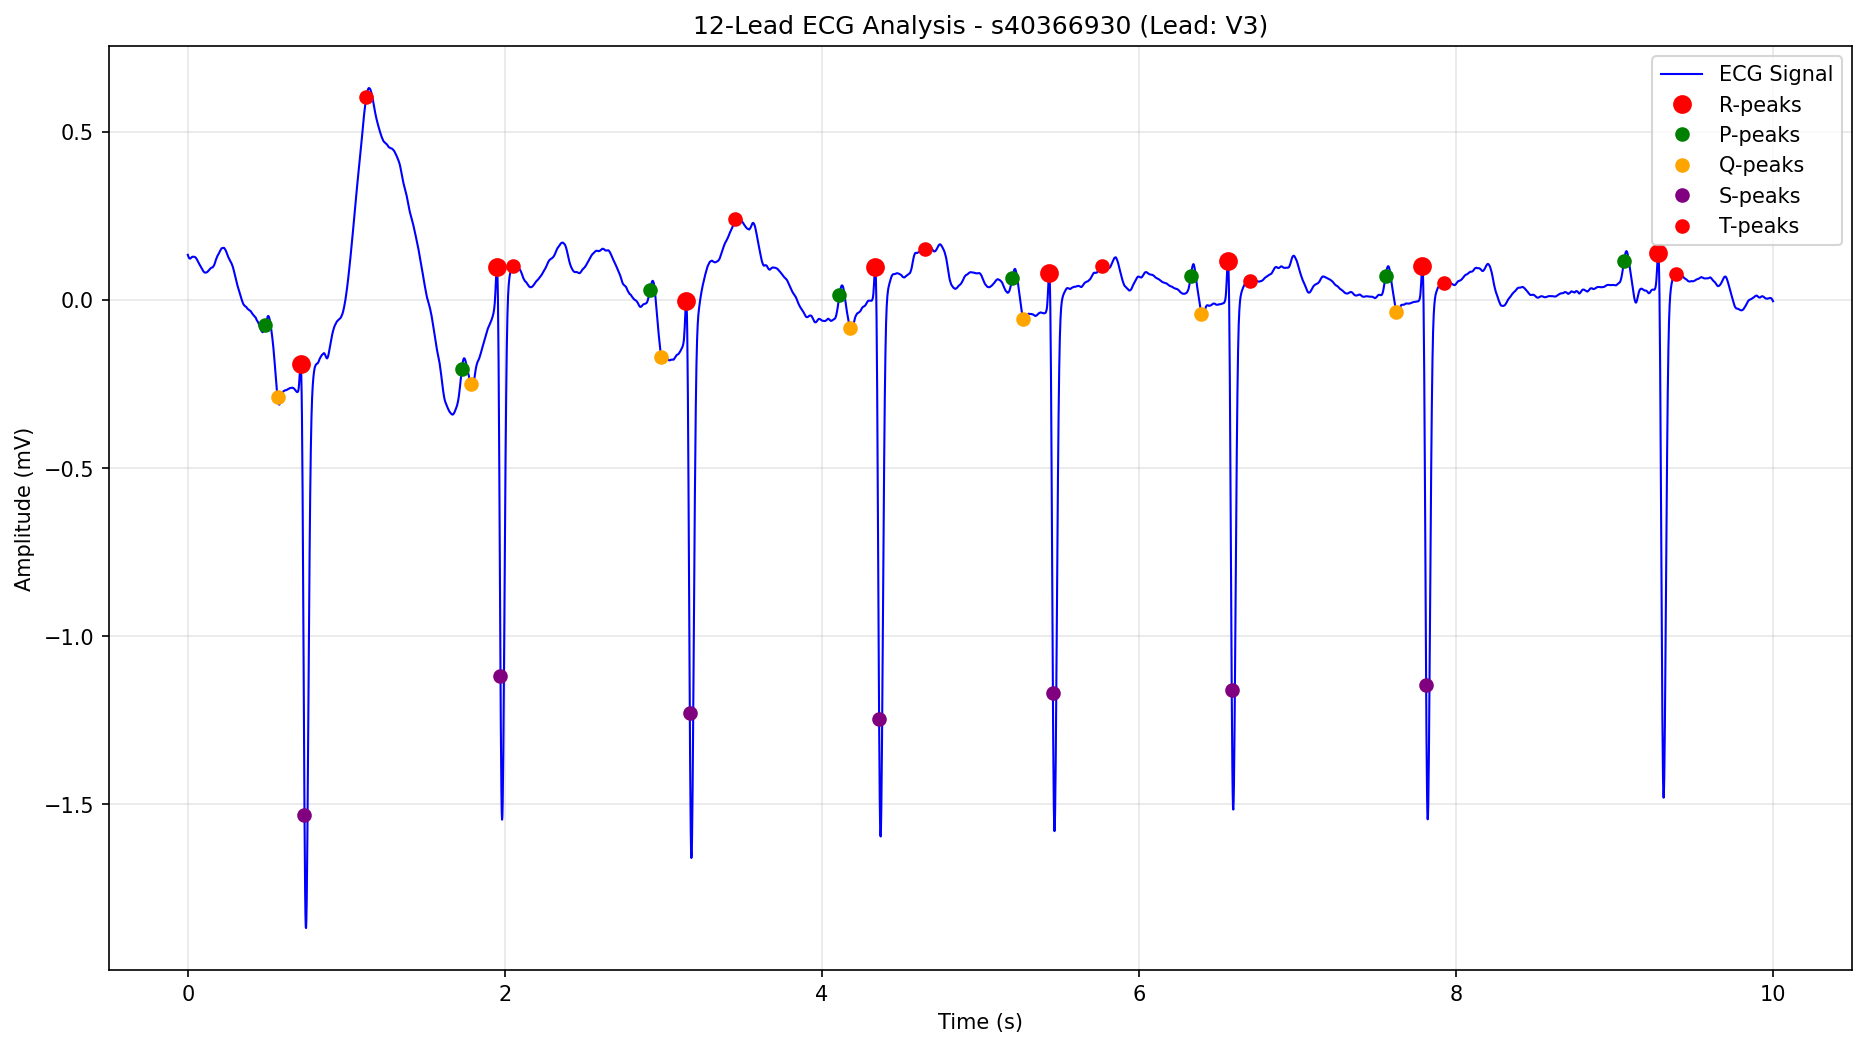 12-Lead ECG Analysis - s40366930 (Lead: V3)
ECG Signal
R-peaks
P-peaks
Q-peaks
S-peaks
T-peaks
Amplitude (mV)
0.5
0.0
−0.5
−1.0
−1.5
0 2 4 6 8 10
Time (s)